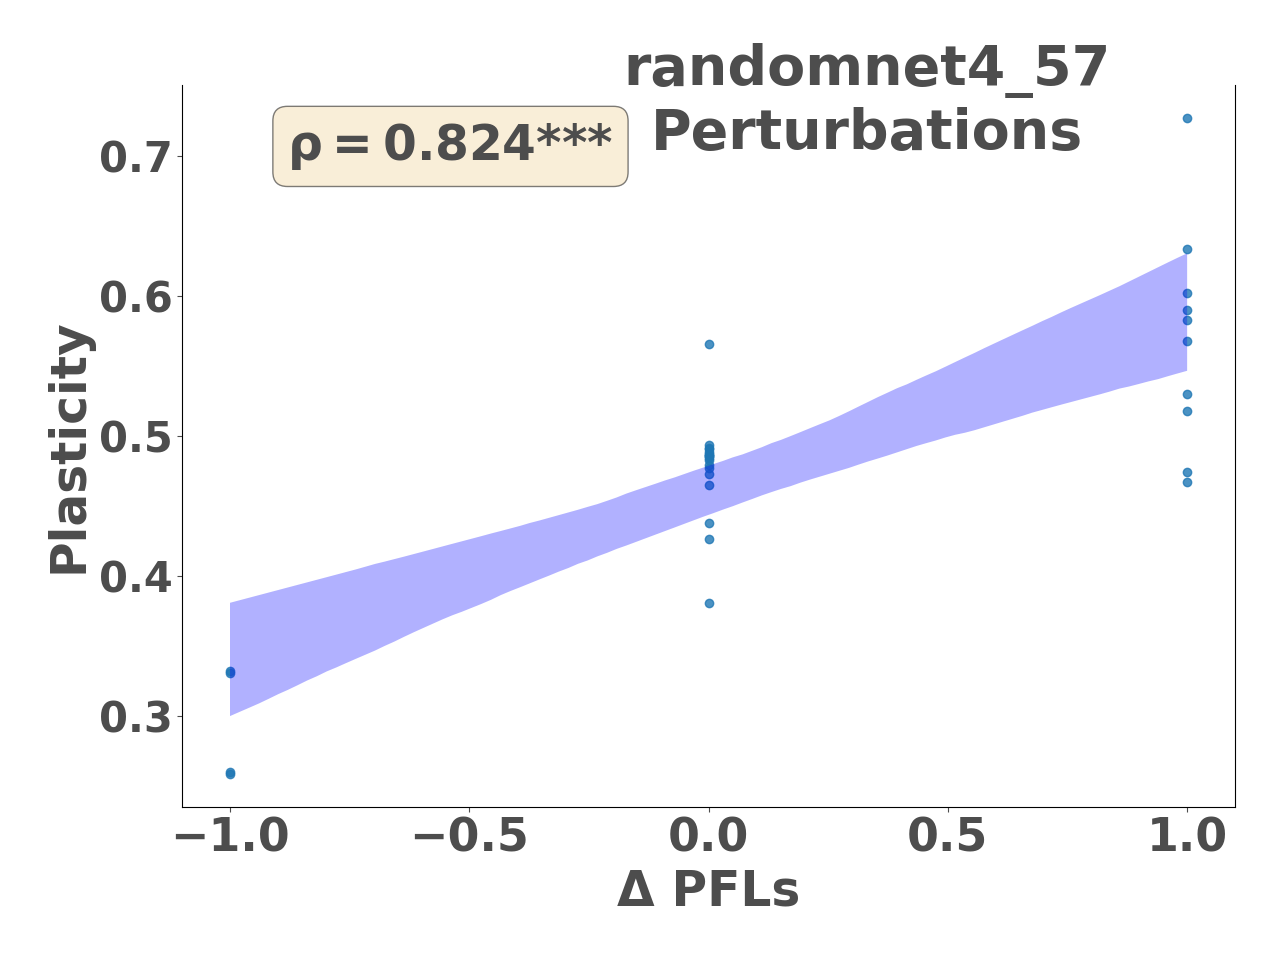 randomnet4_57
Perturbations
ρ = 0.824***
0.7
0.6
0.5
0.4
0.3
Plasticity
−1.0
−0.5
0.0
0.5
1.0
Δ PFLs